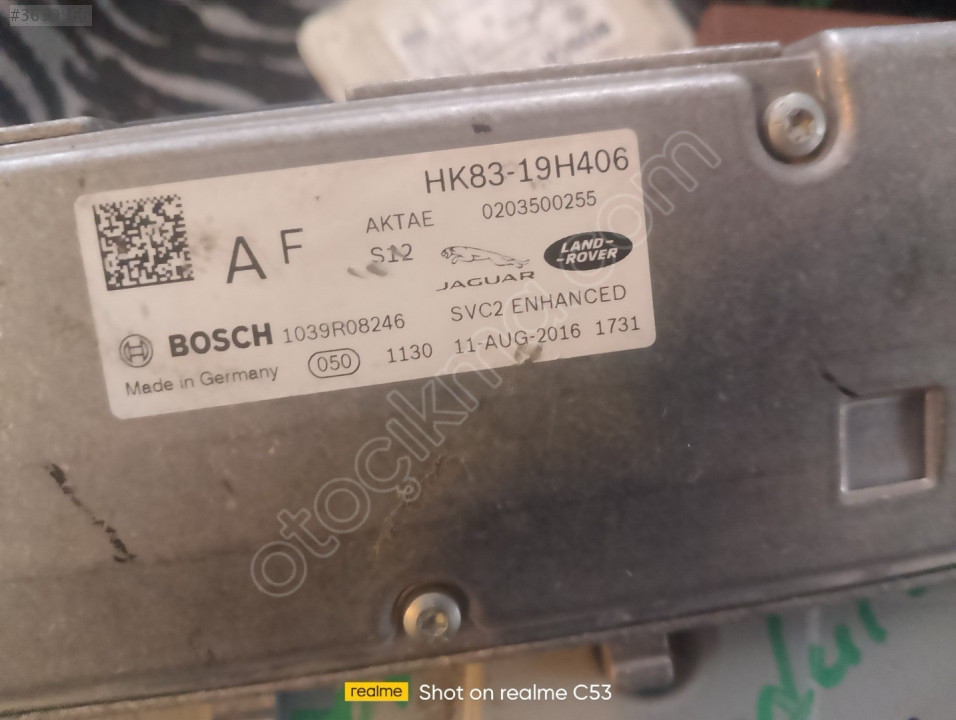 HK83-19H406
AKTAE 0203500255
A F
S12
JAGUAR
LAND-
-ROVER
SVC2 ENHANCED
BOSCH 1039R08246
Made in Germany
050 1130 11-AUG-2016 1731
otoçıkma.com
realme Shot on realme C53